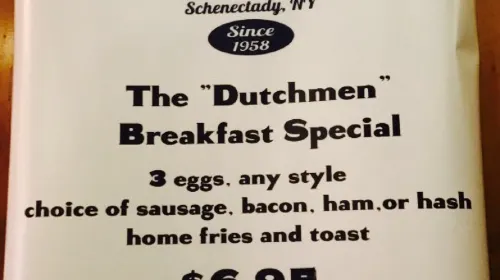 Schenectady, NY
Since
1958
The "Dutchmen"
Breakfast Special
3 eggs, any style
choice of sausage, bacon, ham,or hash
home fries and toast